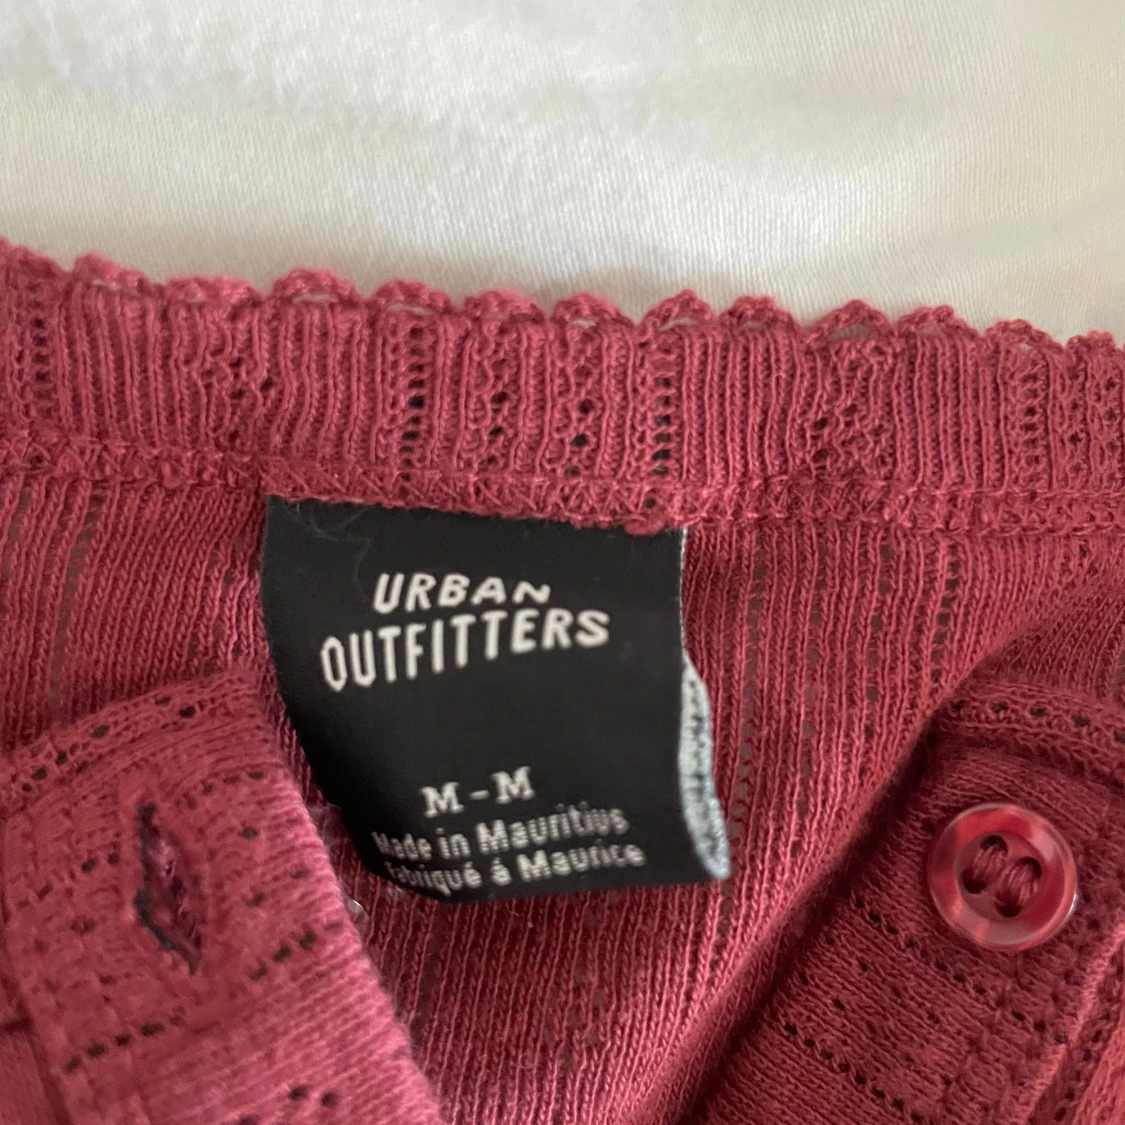 URBAN
OUTFITTERS
M - M
Made in Mauritius
Fabriqué á Maurice